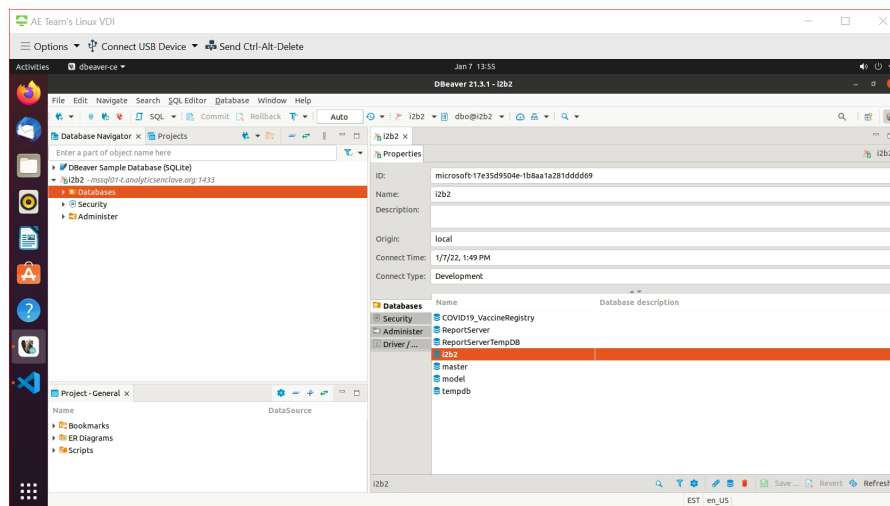 AE Team's Linux VDI
Options Connect USB Device Send Ctrl-Alt-Delete
Activities dbeaver-ce Jan 7 13:55
DBeaver 21.3.1 - i2b2
File Edit Navigate Search SQL Editor Database Window Help
SQL Commit Rollback Auto i2b2 dbo@i2b2
Database Navigator Projects
Enter a part of object name here
DBeaver Sample Database (SQLite)
i2b2 - mssql01-t.analyticsenclave.org:1433
Databases
Security
Administer
Project - General
Name DataSource
Bookmarks
ER Diagrams
Scripts
i2b2
Properties i2b2
ID: microsoft-17e35d9504e-1b8aa1a281dddd69
Name: i2b2
Description:
Origin: local
Connect Time: 1/7/22, 1:49 PM
Connect Type: Development
Databases
Security
Administer
Driver / ...
Name Database description
COVID19_VaccineRegistry
ReportServer
ReportServerTempDB
i2b2
master
model
tempdb
i2b2 Save ... Revert Refresh
EST en_US